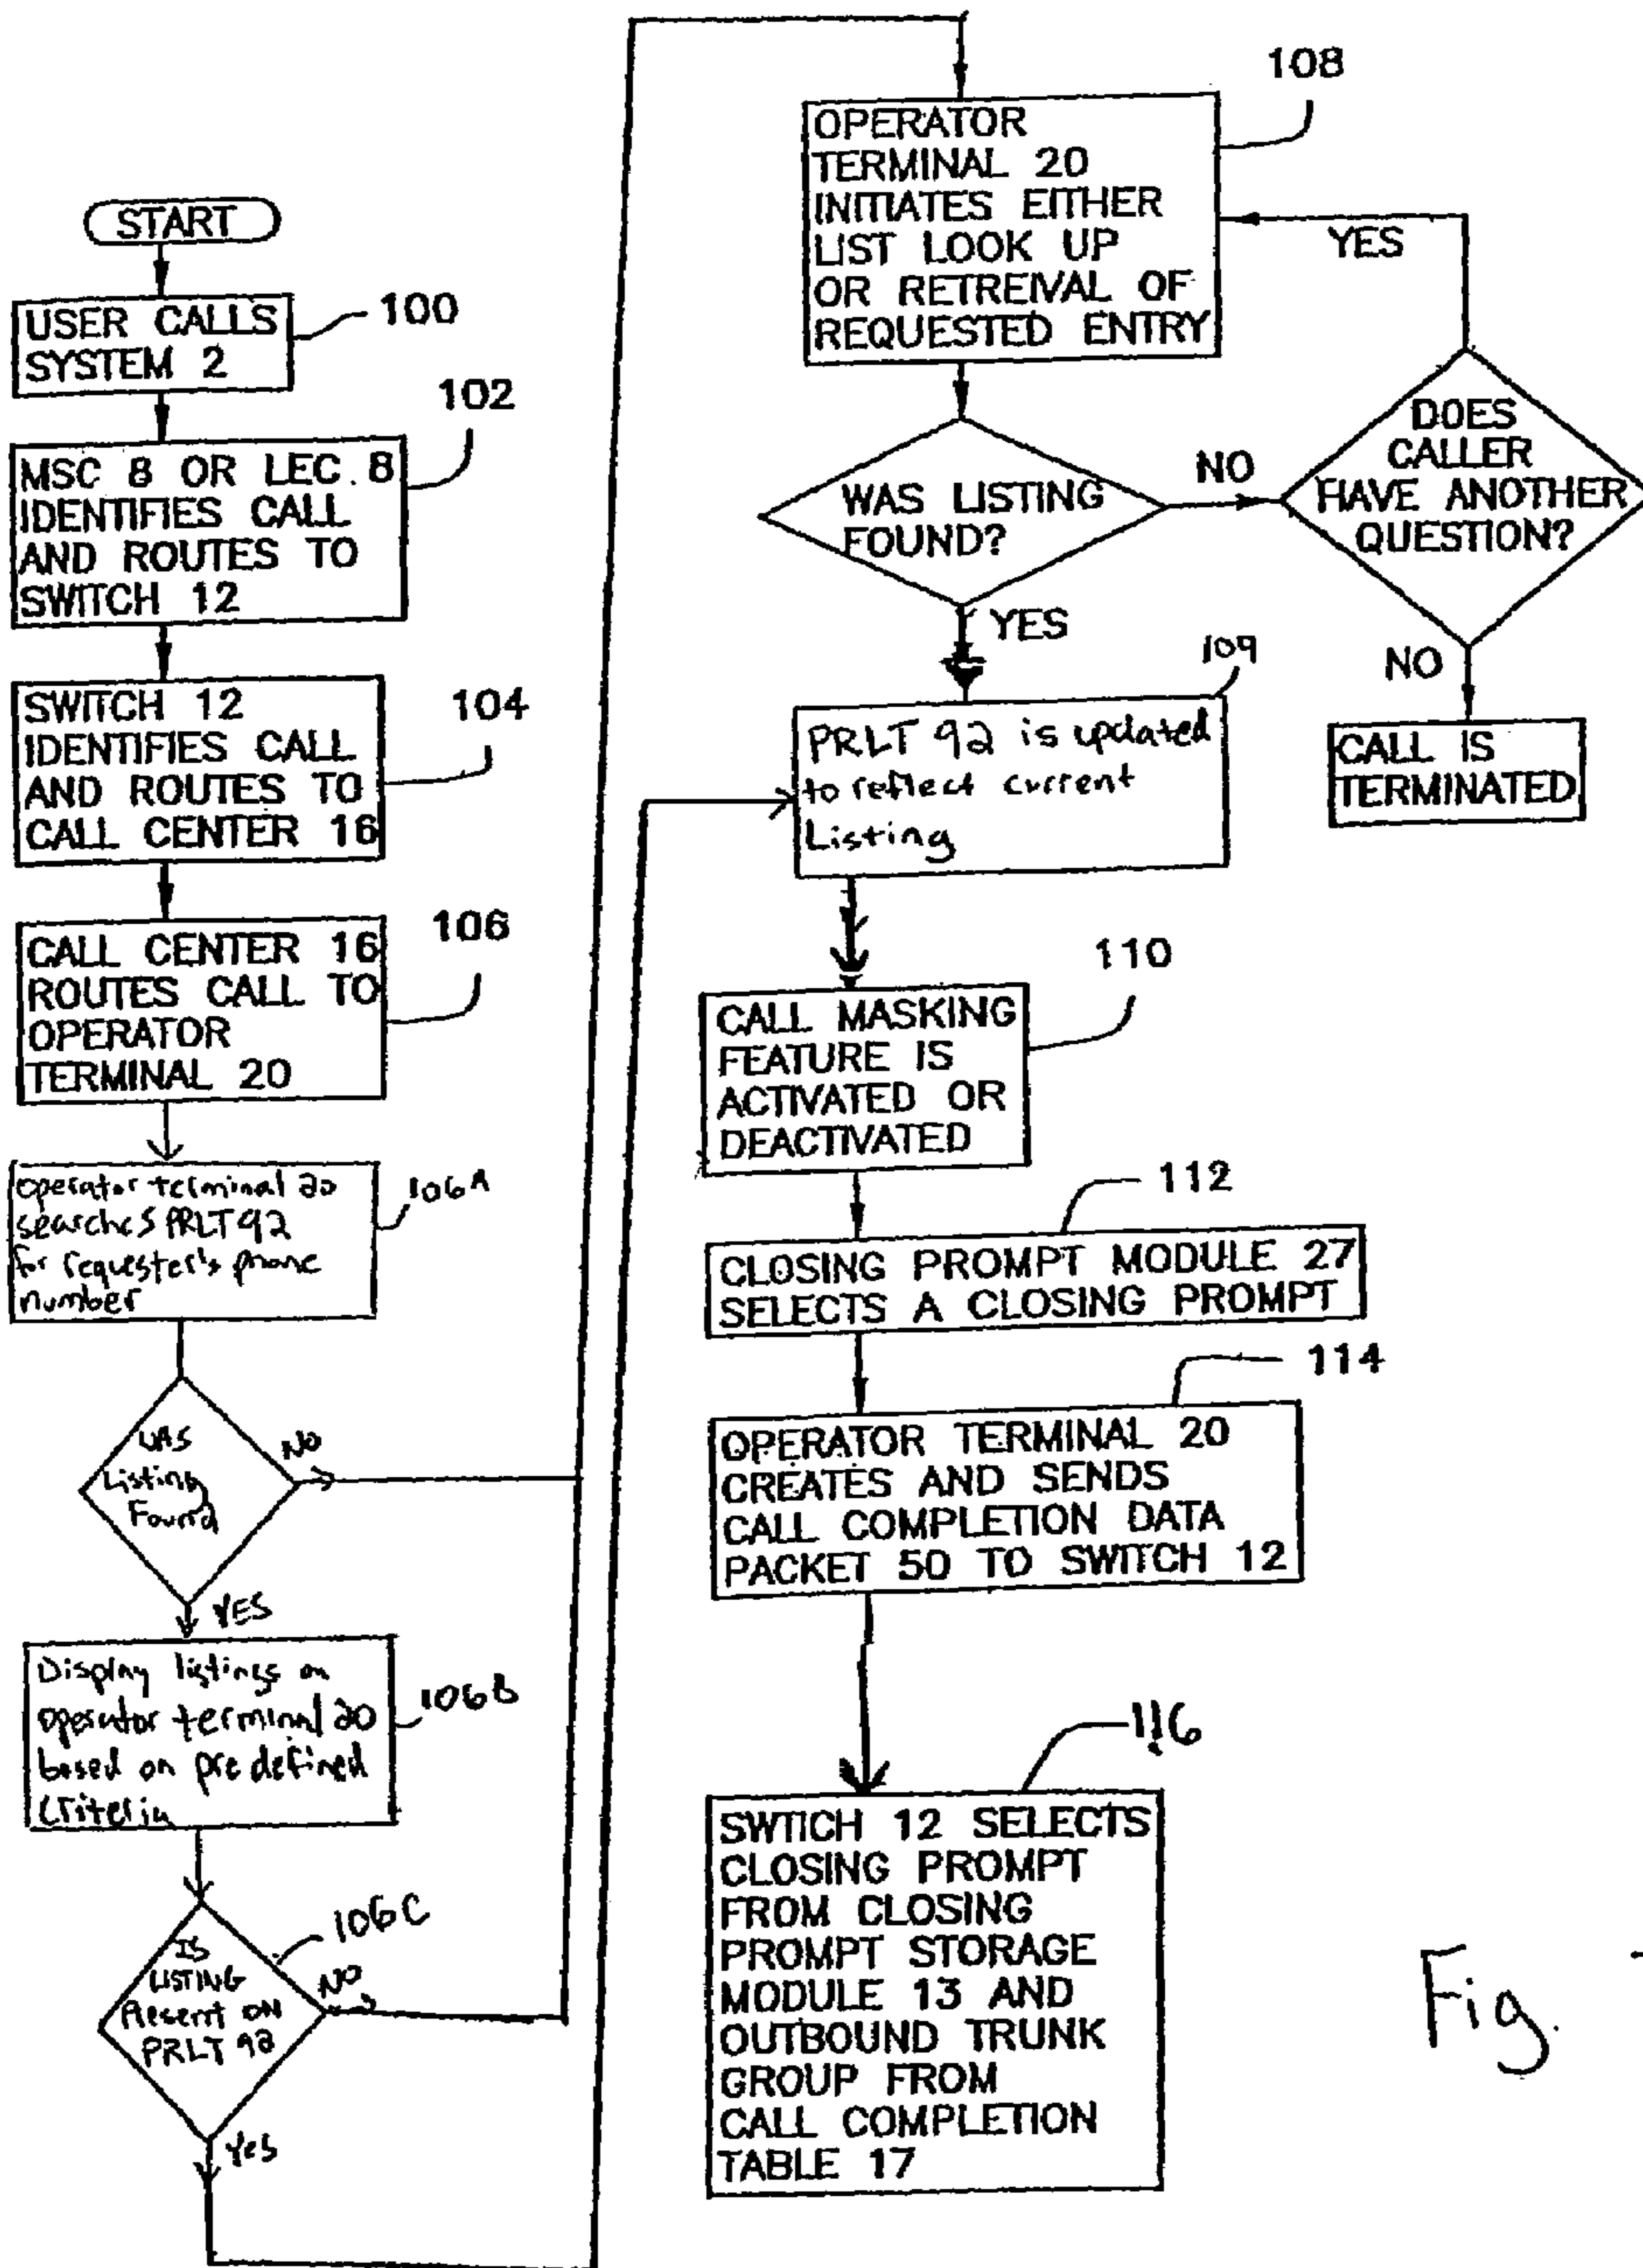 START
USER CALLS
SYSTEM 2
100
MSC 8 OR LEC. 8
IDENTIFIES CALL
AND ROUTES TO
SWITCH 12
102
SWITCH 12
IDENTIFIES CALL
AND ROUTES TO
CALL CENTER 16
104
CALL CENTER 16
ROUTES CALL TO
OPERATOR
TERMINAL 20
106
operator terminal 20
searches PRLT 92
for requester's phone
number
106A
WAS
Listing
Found
NO
YES
Display listings on
operator terminal 20
based on predefined
Criteria
106B
IS
LISTING
Present ON
PRLT 92
106C
NO
Yes
OPERATOR
TERMINAL 20
INITIATES EITHER
LIST LOOK UP
OR RETREIVAL OF
REQUESTED ENTRY
108
YES
WAS LISTING
FOUND?
NO
DOES
CALLER
HAVE ANOTHER
QUESTION?
YES
NO
CALL IS
TERMINATED
PRLT 92 is updated
to reflect current
Listing
109
CALL MASKING
FEATURE IS
ACTIVATED OR
DEACTIVATED
110
CLOSING PROMPT MODULE 27
SELECTS A CLOSING PROMPT
112
OPERATOR TERMINAL 20
CREATES AND SENDS
CALL COMPLETION DATA
PACKET 50 TO SWITCH 12
114
SWTICH 12 SELECTS
CLOSING PROMPT
FROM CLOSING
PROMPT STORAGE
MODULE 13 AND
OUTBOUND TRUNK
GROUP FROM
CALL COMPLETION
TABLE 17
116
Fig.